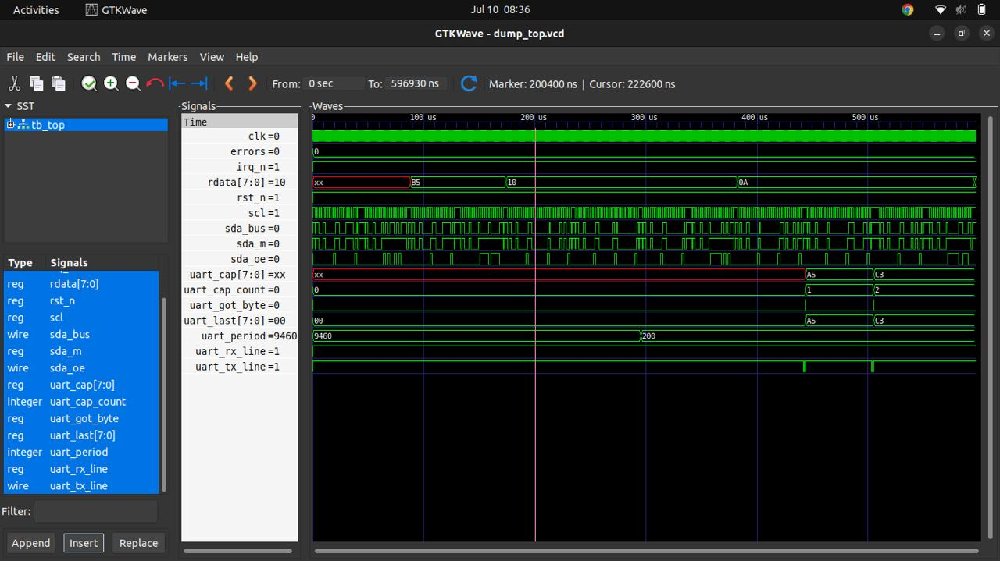 Activities GTKWave Jul 10 08:36
GTKWave - dump_top.vcd
File Edit Search Time Markers View Help
From: 0 sec To: 596930 ns Marker: 200400 ns | Cursor: 222600 ns
SST
tb_top
Type Signals
reg rdata[7:0]
reg rst_n
reg scl
wire sda_bus
reg sda_m
wire sda_oe
reg uart_cap[7:0]
integer uart_cap_count
reg uart_got_byte
reg uart_last[7:0]
integer uart_period
reg uart_rx_line
wire uart_tx_line
Filter:
Append Insert Replace
Signals
Time
clk=0
errors=0
irq_n=1
rdata[7:0]=10
rst_n=1
scl=1
sda_bus=0
sda_m=0
sda_oe=0
uart_cap[7:0]=xx
uart_cap_count=0
uart_got_byte=0
uart_last[7:0]=00
uart_period=9460
uart_rx_line=1
uart_tx_line=1
Waves
0 100 us 200 us 300 us 400 us 500 us
0
xx B5 10 0A
xx A5 C3
0 1 2
00 A5 C3
9460 200